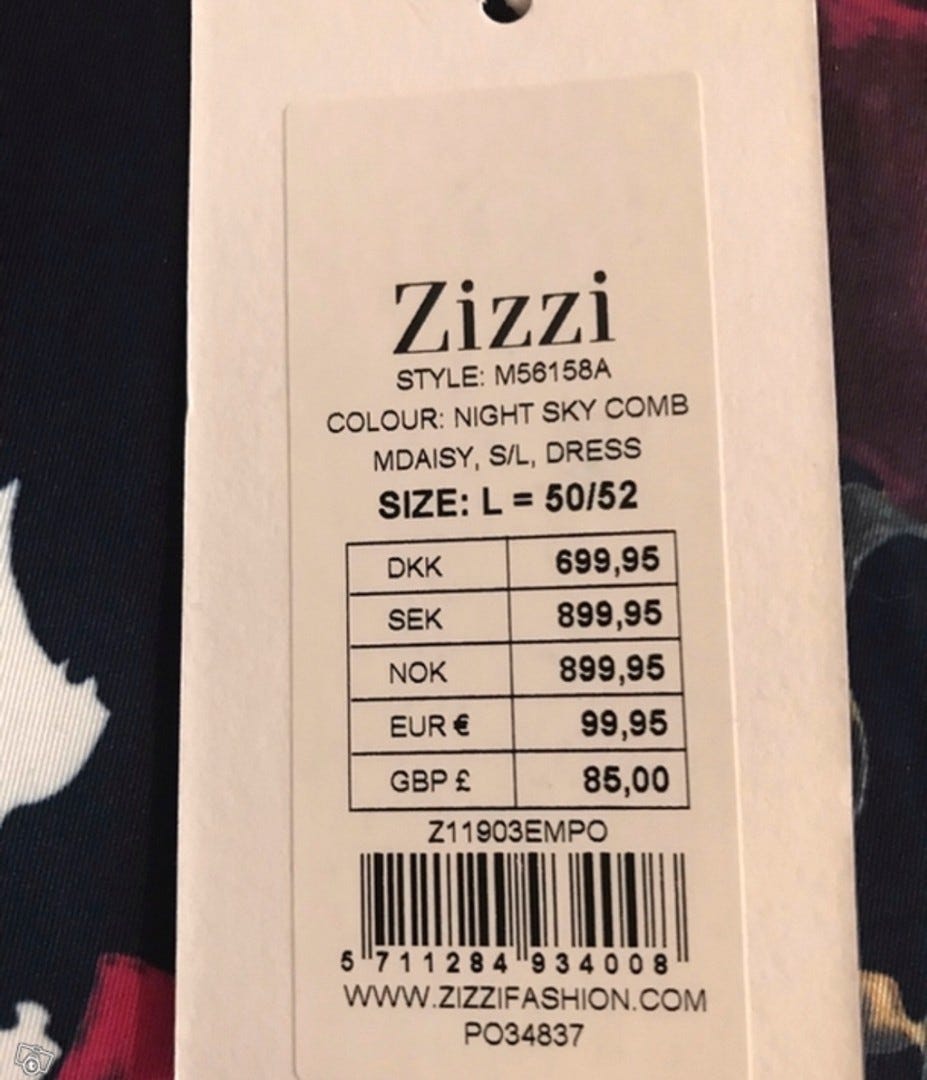 Zizzi
STYLE: M56158A
COLOUR: NIGHT SKY COMB
MDAISY, S/L, DRESS
SIZE: L = 50/52
DKK 699,95
SEK 899,95
NOK 899,95
EUR € 99,95
GBP £ 85,00
Z11903EMPO
5 711284 934008
WWW.ZIZZIFASHION.COM
PO34837